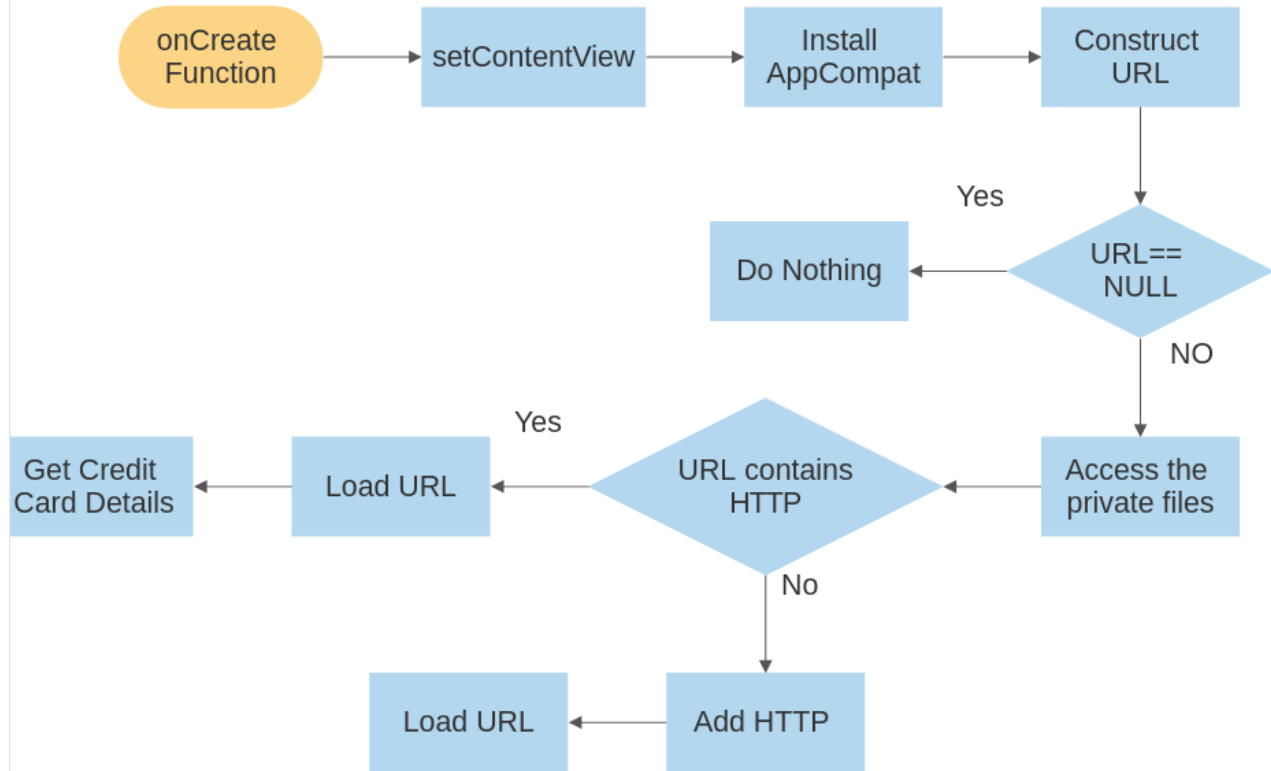 onCreate
Function
setContentView
Install
AppCompat
Construct
URL
Yes
Do Nothing
URL==
NULL
NO
Access the
private files
URL contains
HTTP
Yes
Load URL
Get Credit
Card Details
No
Add HTTP
Load URL